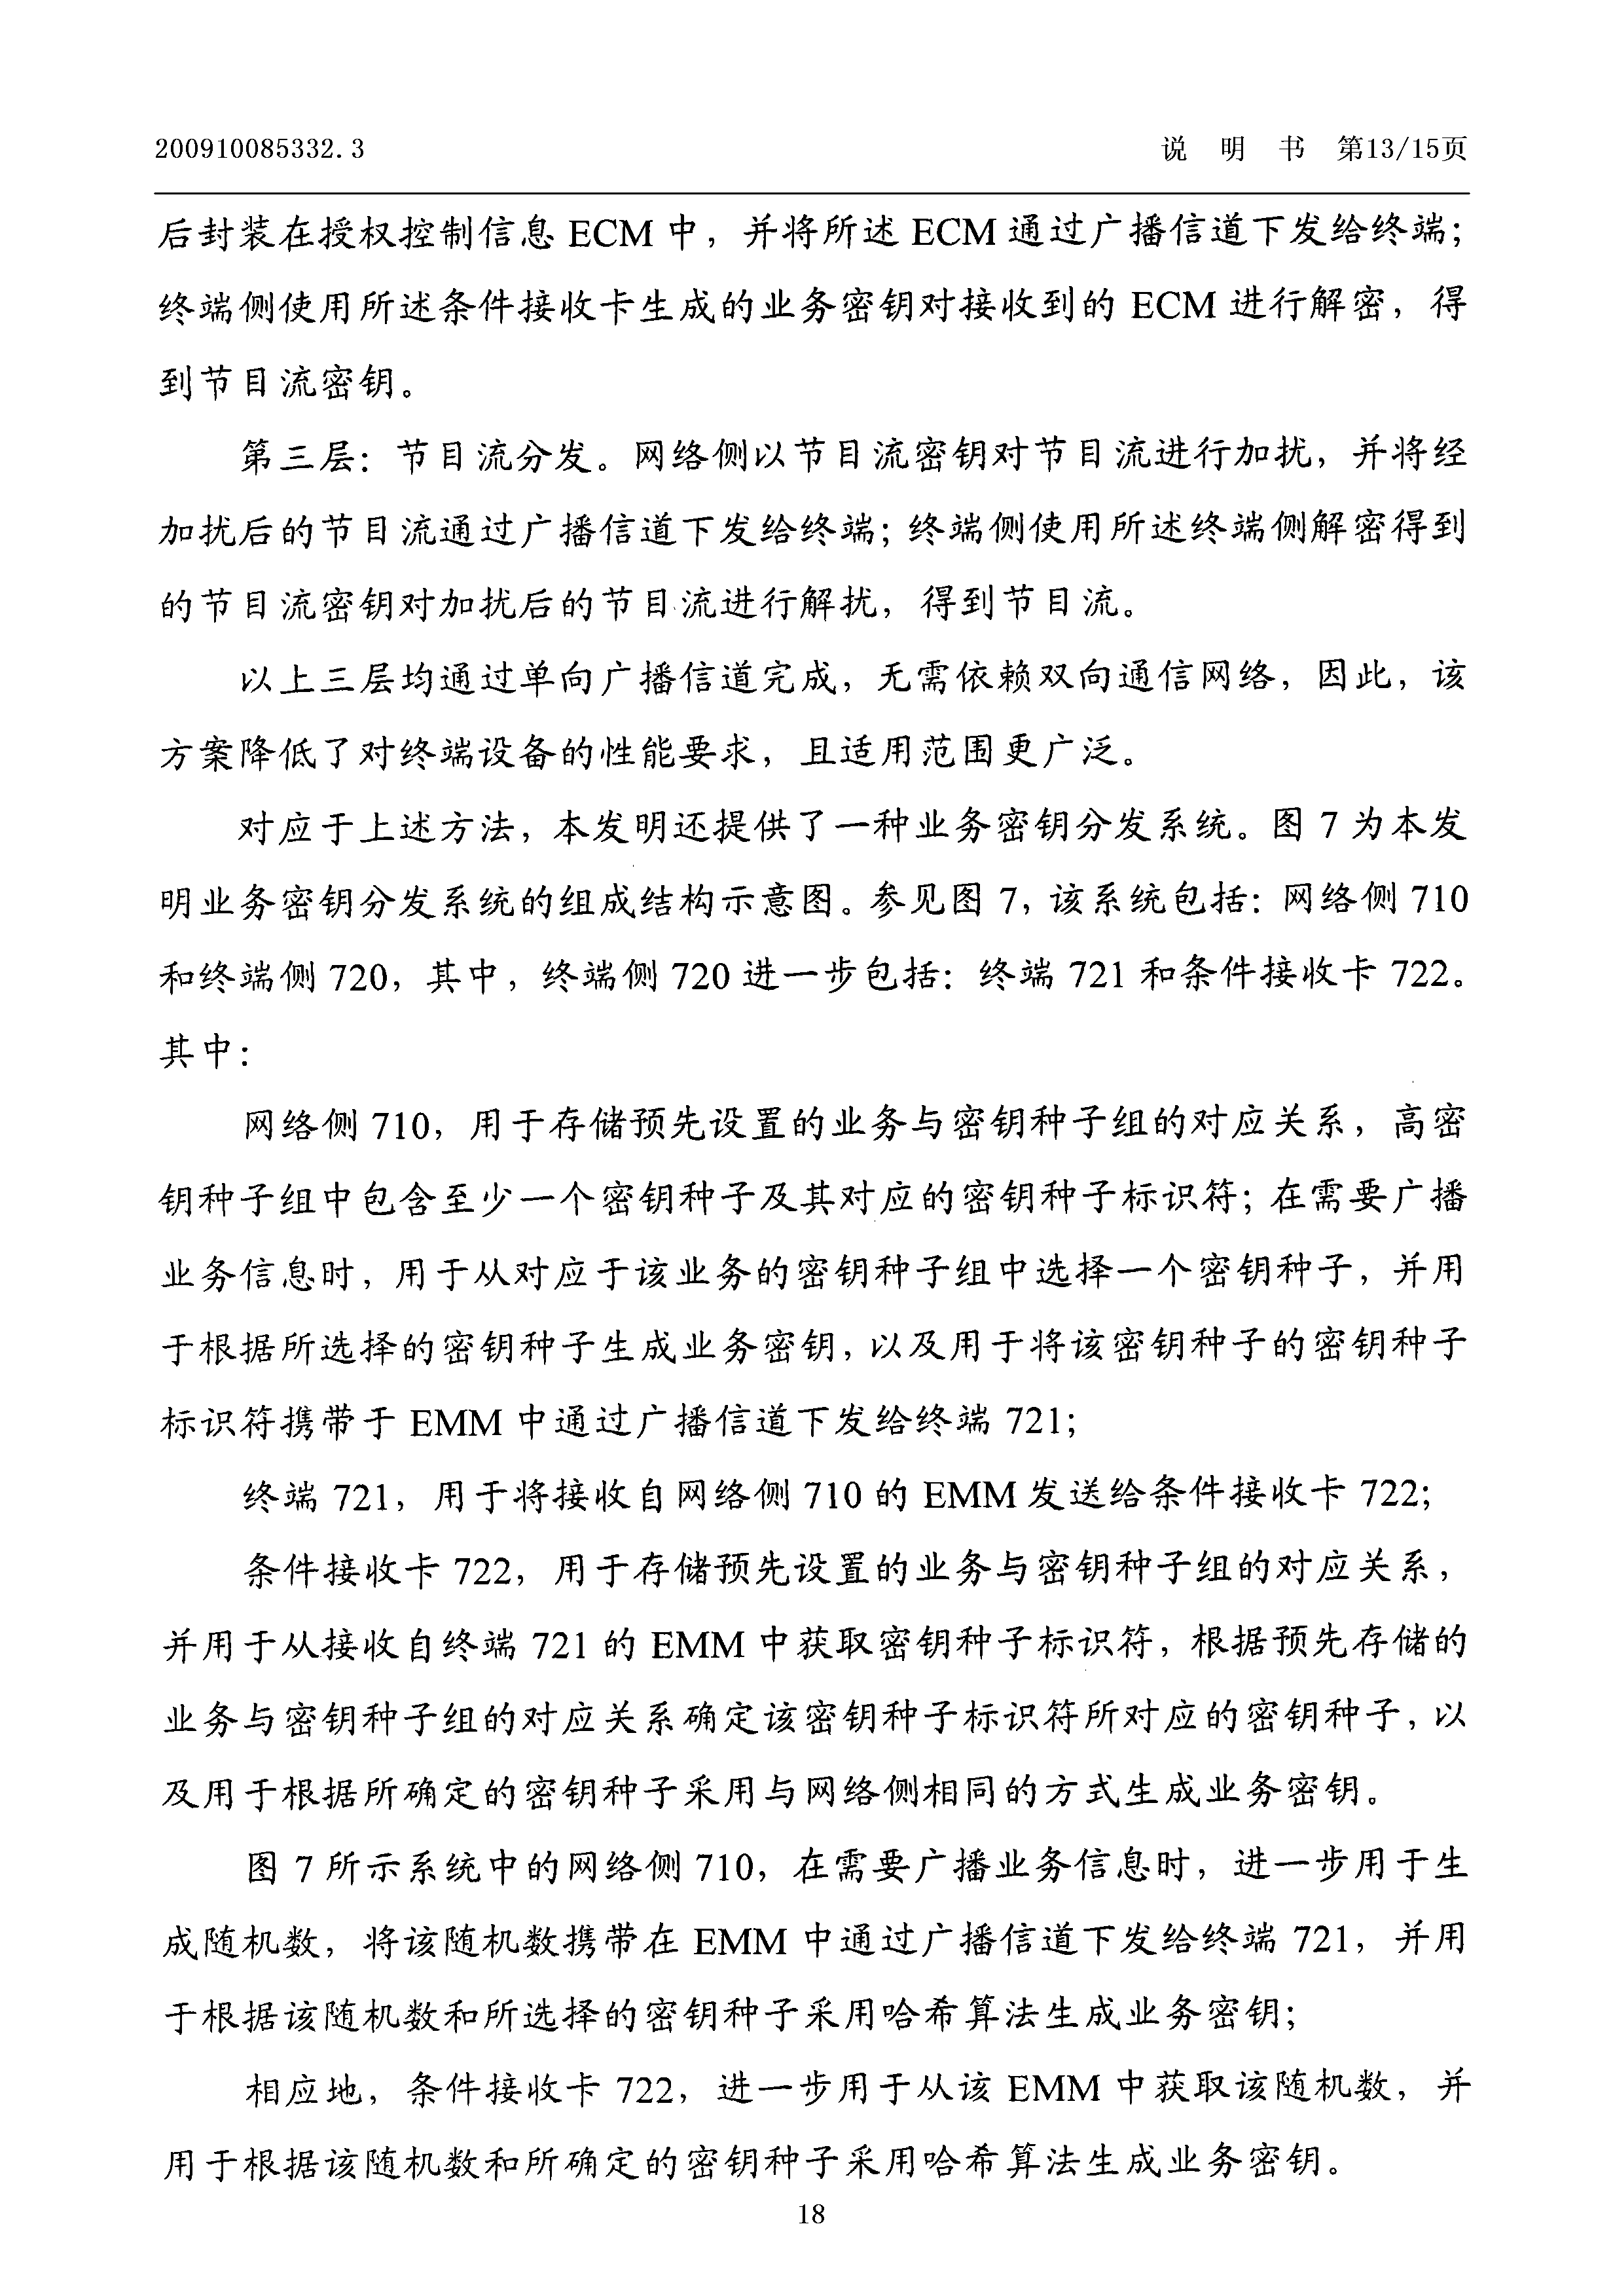 200910085332.3 说 明 书 第13/15页
后封装在授权控制信息 ECM 中，并将所述 ECM 通过广播信道下发给终端；
终端侧使用所述条件接收卡生成的业务密钥对接收到的 ECM 进行解密，得
到节目流密钥。
第三层：节目流分发。网络侧以节目流密钥对节目流进行加扰，并将经
加扰后的节目流通过广播信道下发给终端；终端侧使用所述终端侧解密得到
的节目流密钥对加扰后的节目流进行解扰，得到节目流。
以上三层均通过单向广播信道完成，无需依赖双向通信网络，因此，该
方案降低了对终端设备的性能要求，且适用范围更广泛。
对应于上述方法，本发明还提供了一种业务密钥分发系统。图 7 为本发
明业务密钥分发系统的组成结构示意图。参见图 7，该系统包括：网络侧 710
和终端侧 720，其中，终端侧 720 进一步包括：终端 721 和条件接收卡 722。
其中：
网络侧 710，用于存储预先设置的业务与密钥种子组的对应关系，高密
钥种子组中包含至少一个密钥种子及其对应的密钥种子标识符；在需要广播
业务信息时，用于从对应于该业务的密钥种子组中选择一个密钥种子，并用
于根据所选择的密钥种子生成业务密钥，以及用于将该密钥种子的密钥种子
标识符携带于 EMM 中通过广播信道下发给终端 721；
终端 721，用于将接收自网络侧 710 的 EMM 发送给条件接收卡 722；
条件接收卡 722，用于存储预先设置的业务与密钥种子组的对应关系，
并用于从接收自终端 721 的 EMM 中获取密钥种子标识符，根据预先存储的
业务与密钥种子组的对应关系确定该密钥种子标识符所对应的密钥种子，以
及用于根据所确定的密钥种子采用与网络侧相同的方式生成业务密钥。
图 7 所示系统中的网络侧 710，在需要广播业务信息时，进一步用于生
成随机数，将该随机数携带在 EMM 中通过广播信道下发给终端 721，并用
于根据该随机数和所选择的密钥种子采用哈希算法生成业务密钥；
相应地，条件接收卡 722，进一步用于从该 EMM 中获取该随机数，并
用于根据该随机数和所确定的密钥种子采用哈希算法生成业务密钥。
18